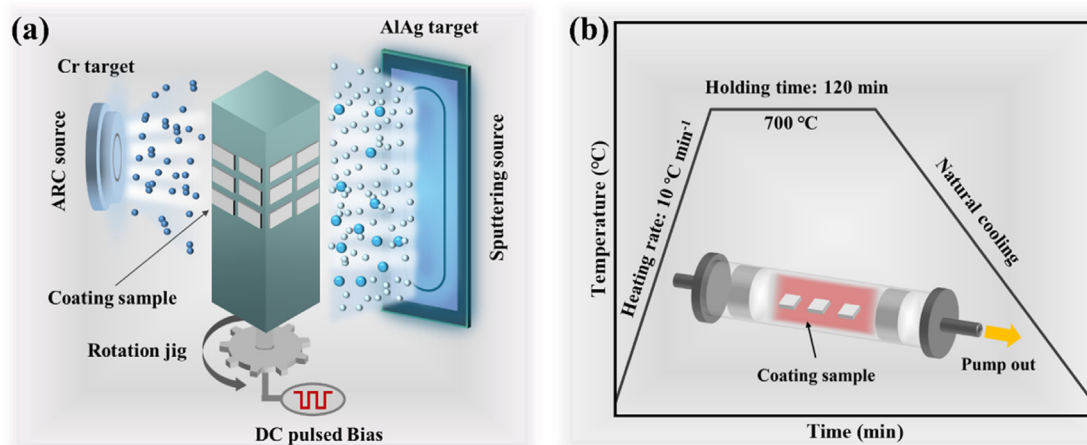 (a)
AlAg target
Cr target
ARC source
Sputtering source
Coating sample
Rotation jig
DC pulsed Bias
(b)
Holding time: 120 min
700 ℃
Heating rate: 10 ℃ min⁻¹
Natural cooling
Temperature (℃)
Coating sample
Pump out
Time (min)